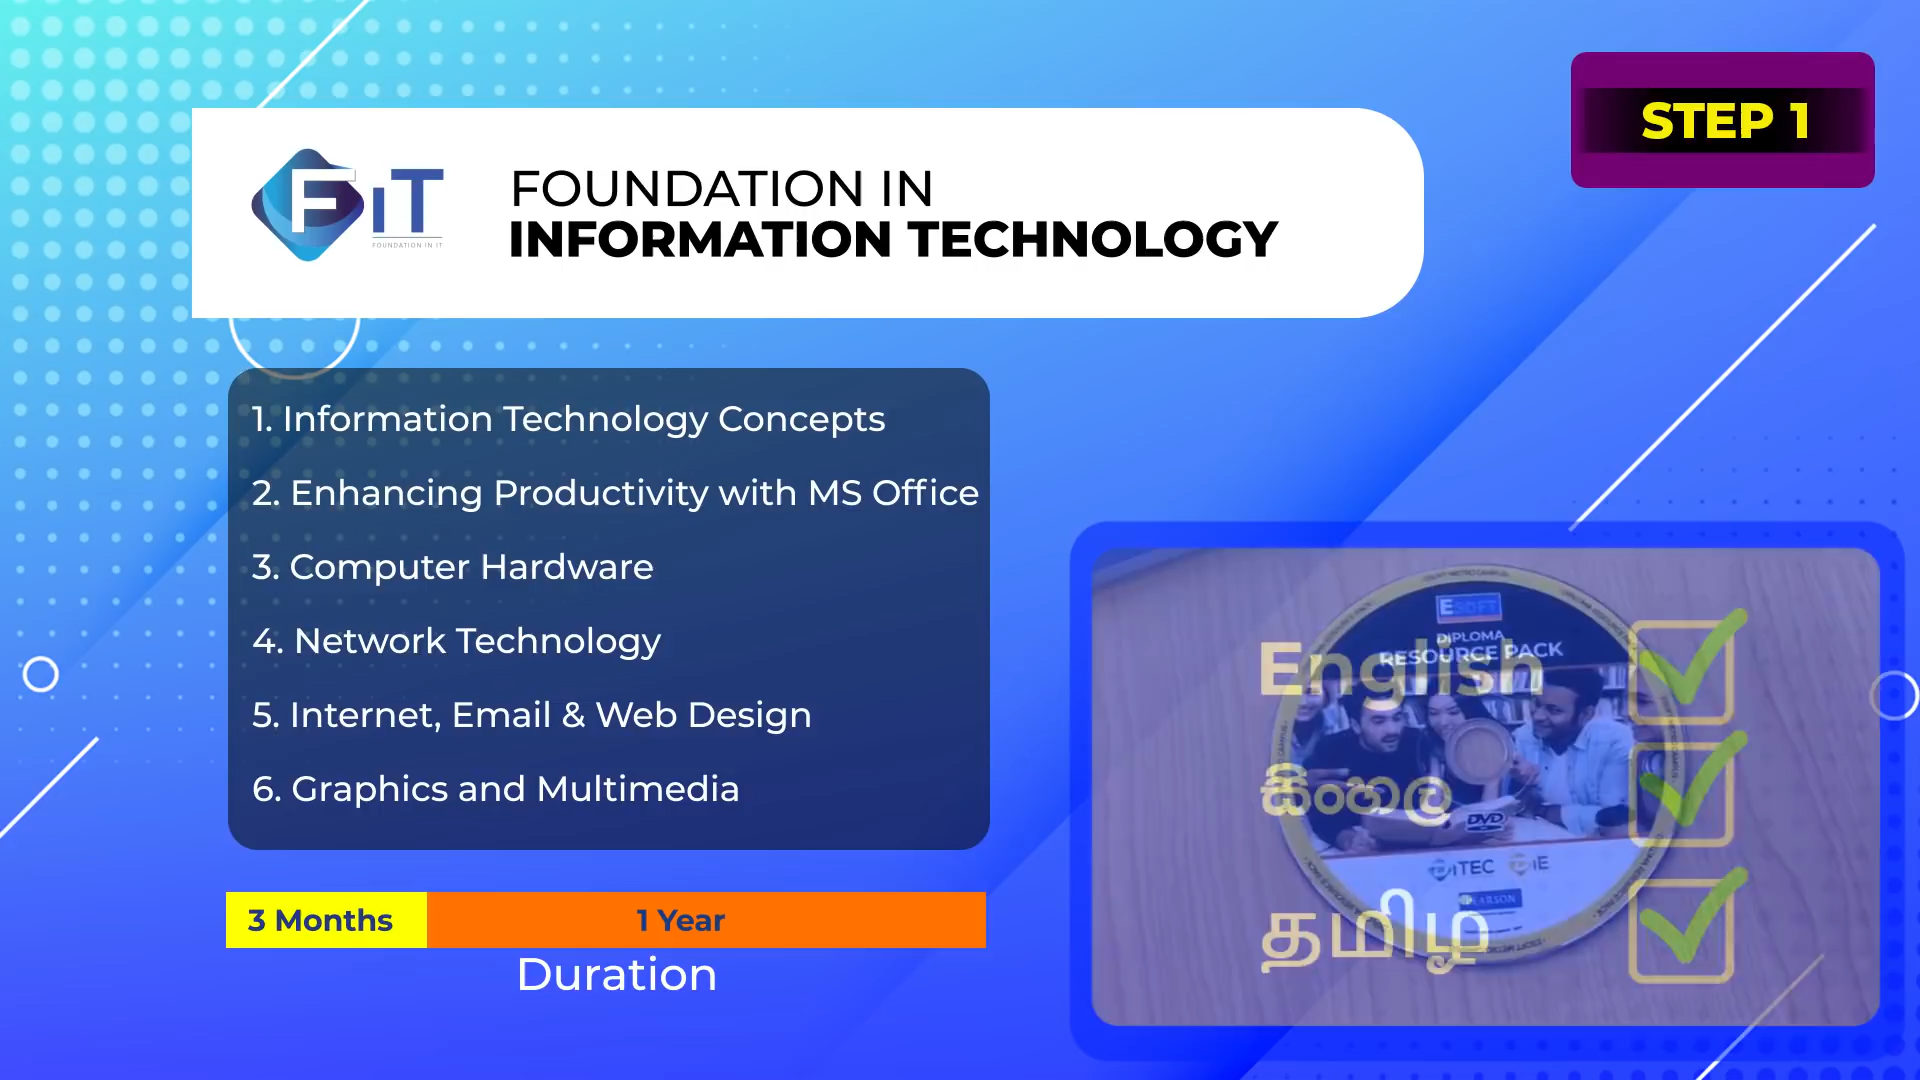 STEP 1
FiT
FOUNDATION IN IT
FOUNDATION IN
INFORMATION TECHNOLOGY
1. Information Technology Concepts
2. Enhancing Productivity with MS Office
3. Computer Hardware
4. Network Technology
5. Internet, Email & Web Design
6. Graphics and Multimedia
3 Months
1 Year
Duration
ESOFT
DIPLOMA
RESOURCE PACK
English
සිංහල
DVD
iTEC
PEARSON
தமிழ்